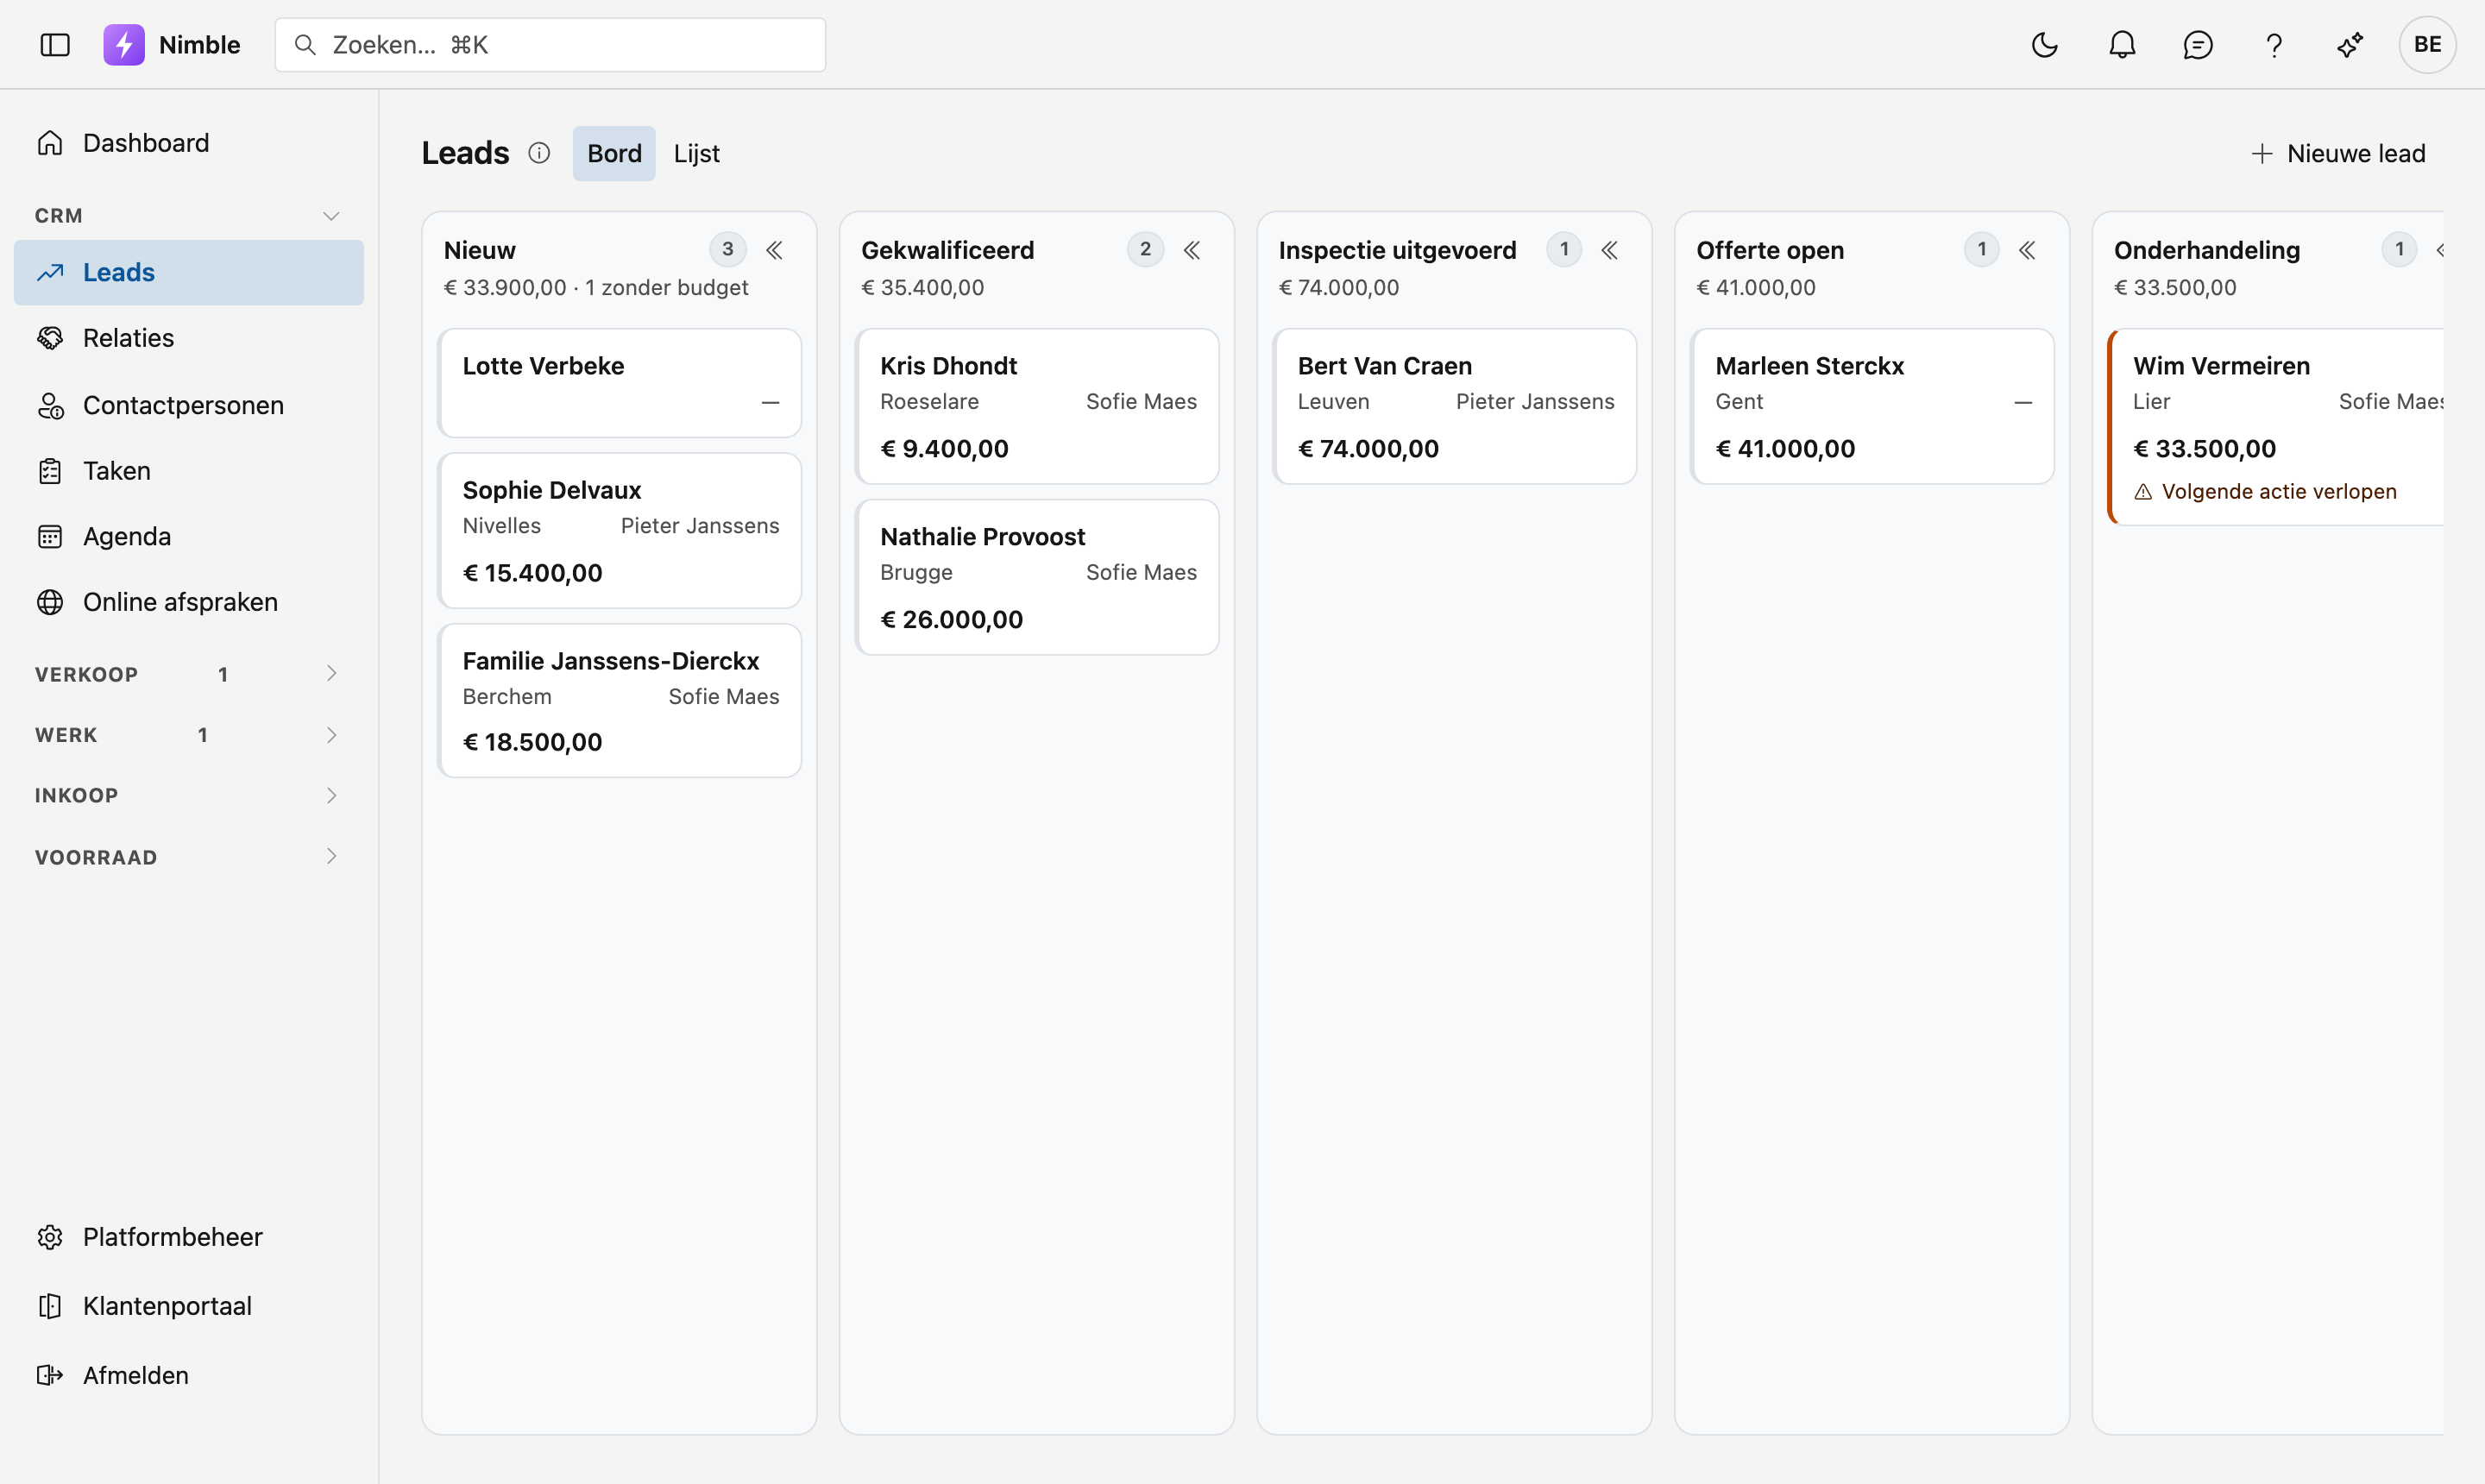 Nimble
Zoeken... ⌘K
BE
Dashboard
CRM
Leads
Relaties
Contactpersonen
Taken
Agenda
Online afspraken
VERKOOP 1
WERK 1
INKOOP
VOORRAAD
Platformbeheer
Klantenportaal
Afmelden
Leads
Bord
Lijst
+ Nieuwe lead
Nieuw 3
€ 33.900,00 · 1 zonder budget
Lotte Verbeke
—
Sophie Delvaux
Nivelles Pieter Janssens
€ 15.400,00
Familie Janssens-Dierckx
Berchem Sofie Maes
€ 18.500,00
Gekwalificeerd 2
€ 35.400,00
Kris Dhondt
Roeselare Sofie Maes
€ 9.400,00
Nathalie Provoost
Brugge Sofie Maes
€ 26.000,00
Inspectie uitgevoerd 1
€ 74.000,00
Bert Van Craen
Leuven Pieter Janssens
€ 74.000,00
Offerte open 1
€ 41.000,00
Marleen Sterckx
Gent —
€ 41.000,00
Onderhandeling 1
€ 33.500,00
Wim Vermeiren
Lier Sofie Maes
€ 33.500,00
Volgende actie verlopen